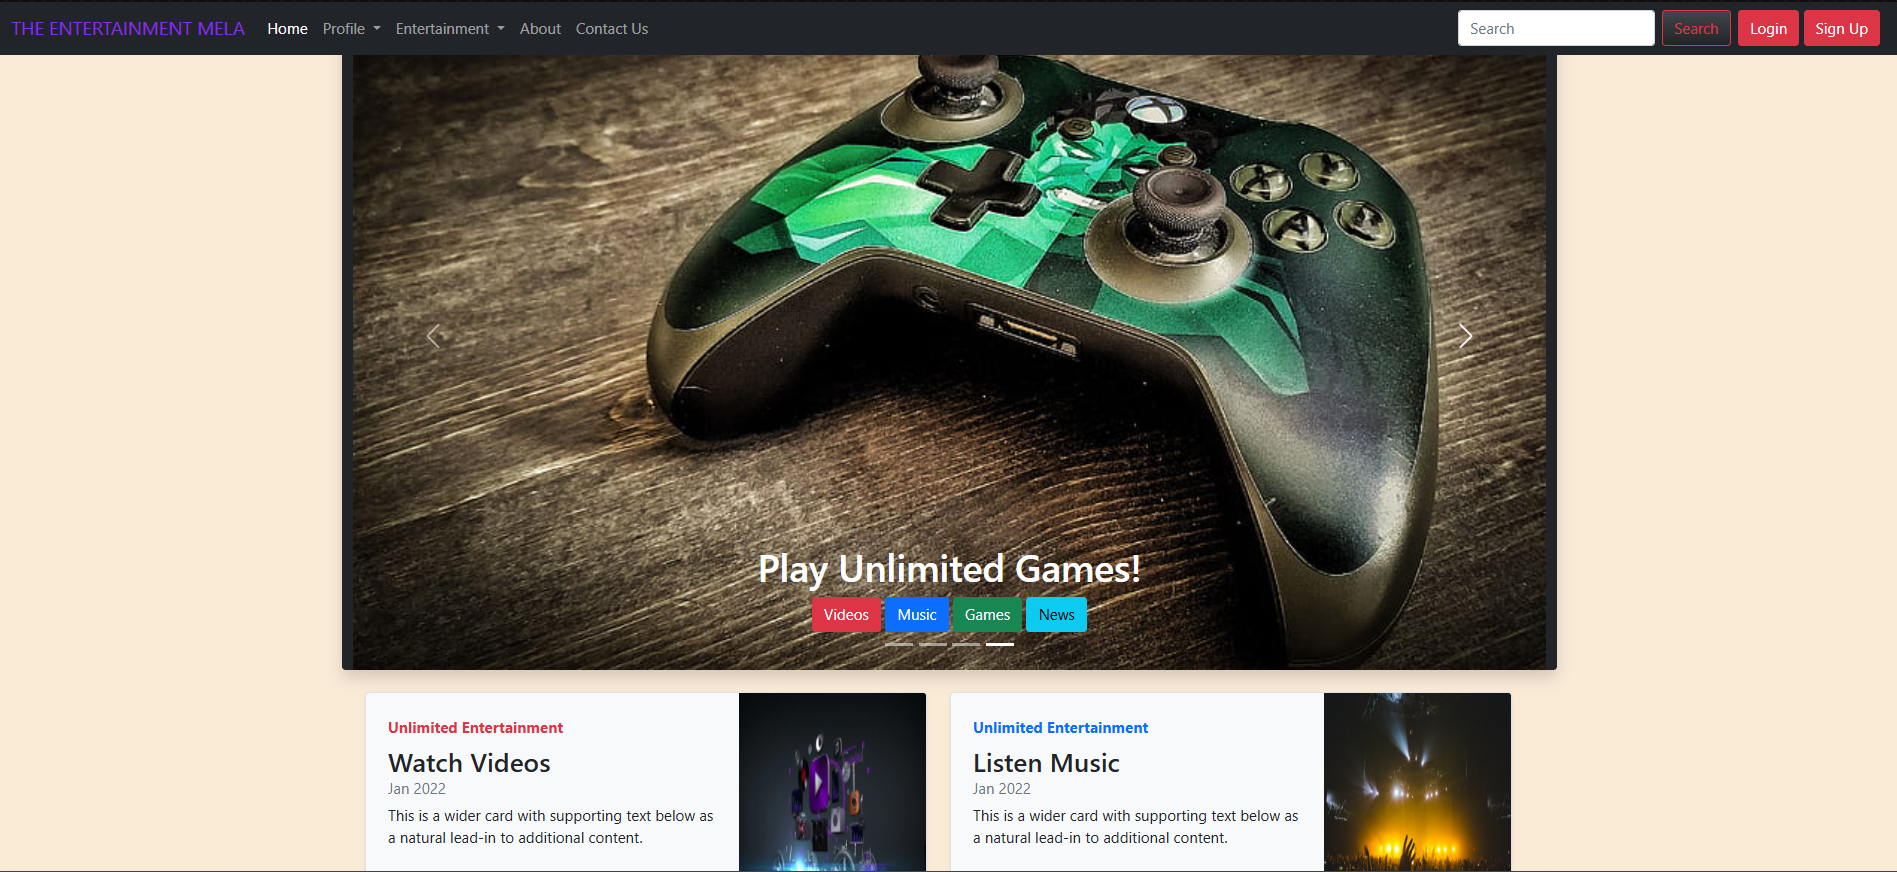 THE ENTERTAINMENT MELA Home Profile Entertainment About Contact Us Search Search Login Sign Up
Play Unlimited Games!
Videos Music Games News
Unlimited Entertainment
Watch Videos
Jan 2022
This is a wider card with supporting text below as
a natural lead-in to additional content.
Unlimited Entertainment
Listen Music
Jan 2022
This is a wider card with supporting text below as
a natural lead-in to additional content.